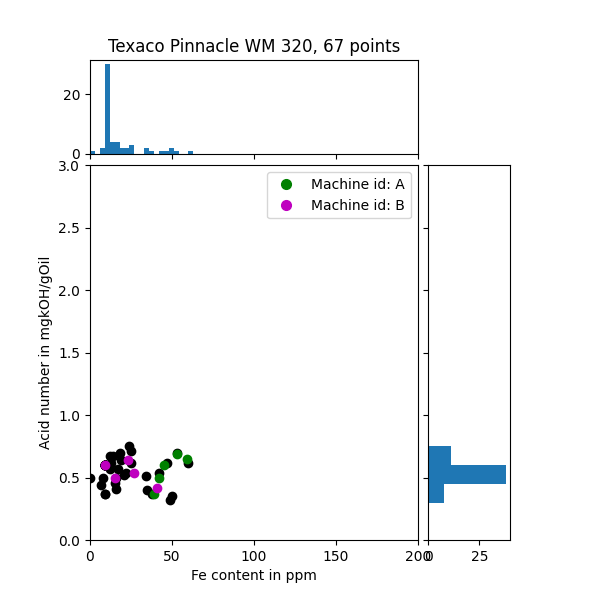 Texaco Pinnacle WM 320, 67 points
20
0
3.0
2.5
2.0
1.5
1.0
0.5
0.0
Acid number in mgkOH/gOil
Machine id: A
Machine id: B
0 50 100 150 200
0 25
Fe content in ppm